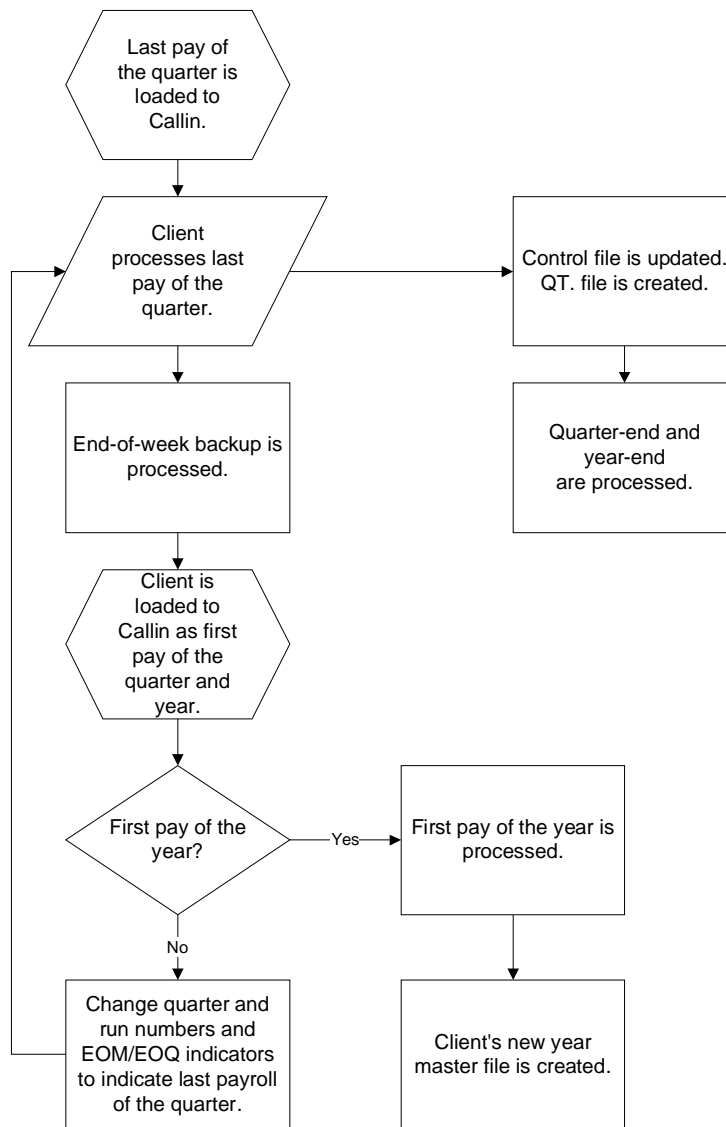 Last pay of
the quarter is
loaded to
Callin.
Client
processes last
pay of the
quarter.
Control file is updated.
QT. file is created.
End-of-week backup is
processed.
Quarter-end and
year-end
are processed.
Client is
loaded to
Callin as first
pay of the
quarter and
year.
First pay of the
year?
Yes
First pay of the year is
processed.
No
Change quarter and
run numbers and
EOM/EOQ indicators
to indicate last payroll
of the quarter.
Client's new year
master file is created.